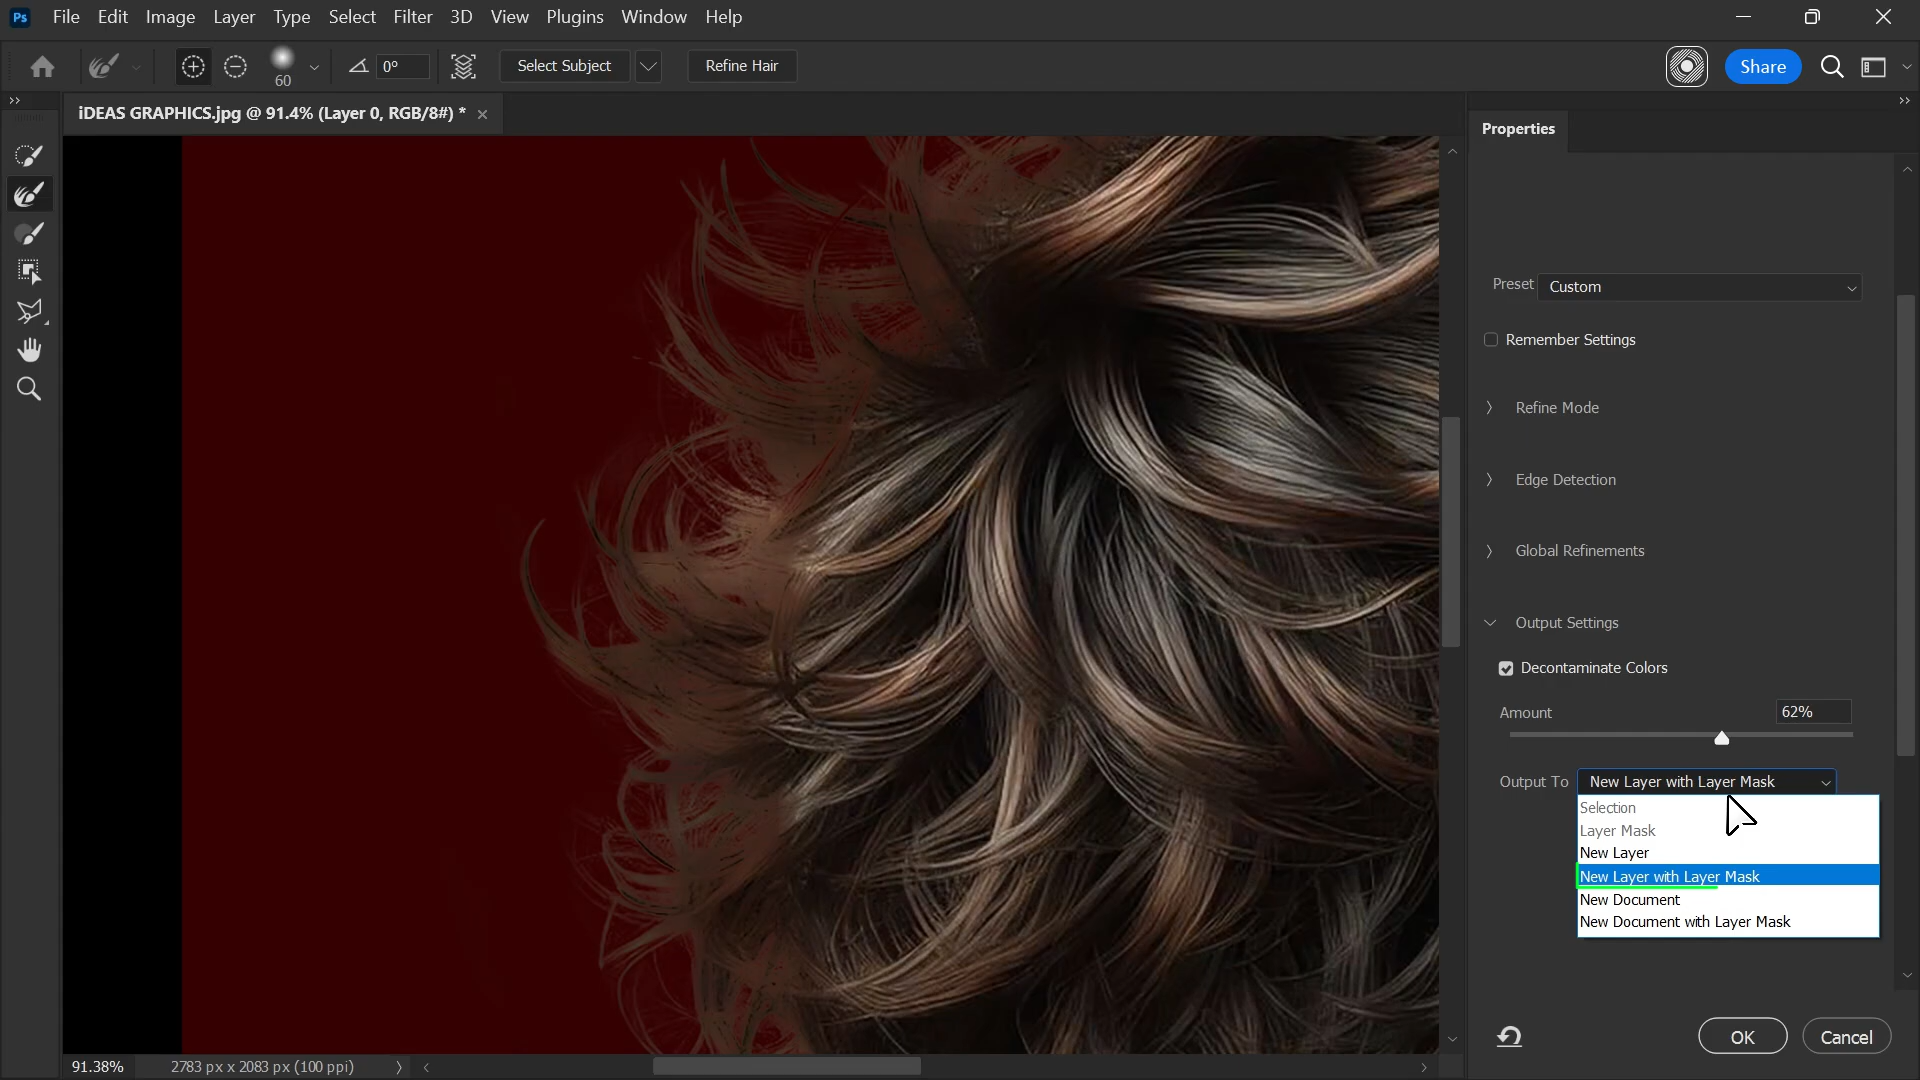 Ps File Edit Image Layer Type Select Filter 3D View Plugins Window Help
60 0° Select Subject Refine Hair Share
iDEAS GRAPHICS.jpg @ 91.4% (Layer 0, RGB/8#) *
Properties
Preset Custom
Remember Settings
Refine Mode
Edge Detection
Global Refinements
Output Settings
Decontaminate Colors
Amount 62%
Output To New Layer with Layer Mask
Selection
Layer Mask
New Layer
New Layer with Layer Mask
New Document
New Document with Layer Mask
OK Cancel
91.38% 2783 px x 2083 px (100 ppi)